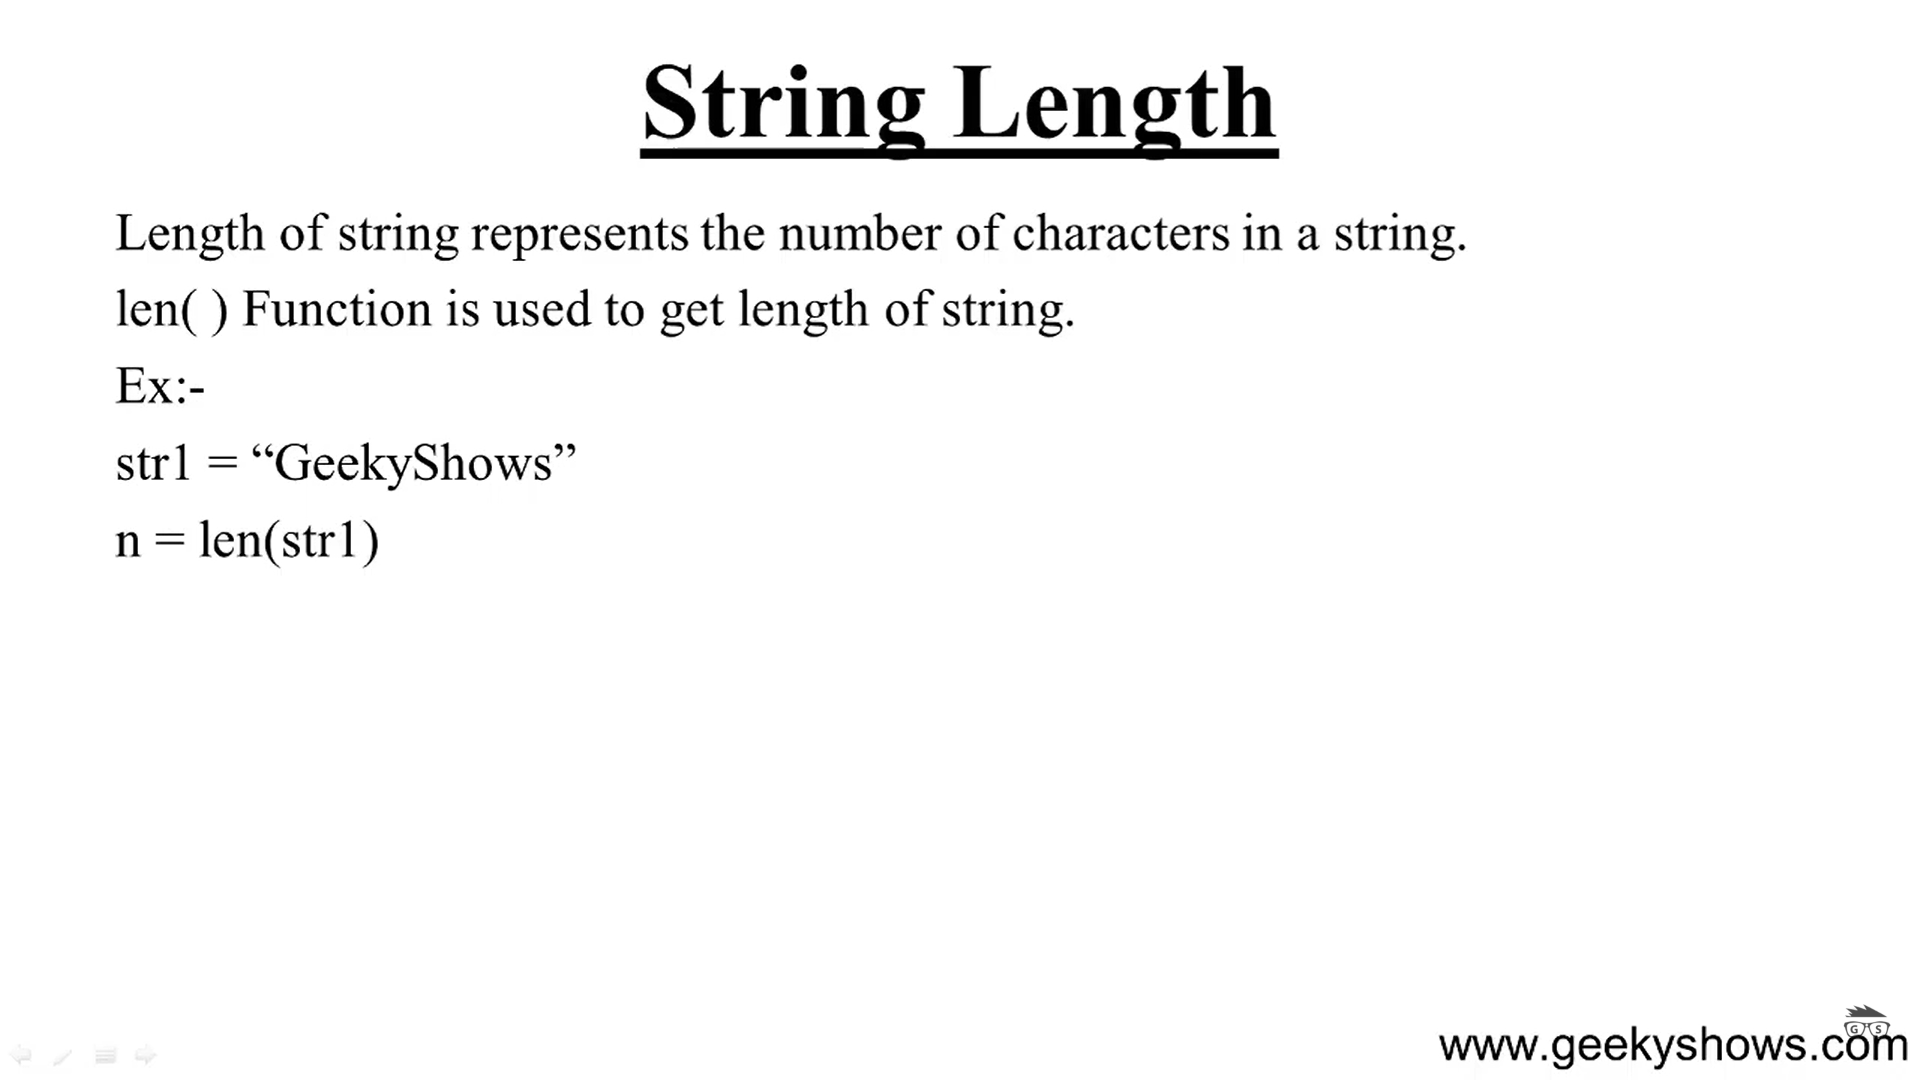 String Length
Length of string represents the number of characters in a string.
len( ) Function is used to get length of string.
Ex:-
str1 = “GeekyShows”
n = len(str1)
G S
www.geekyshows.com